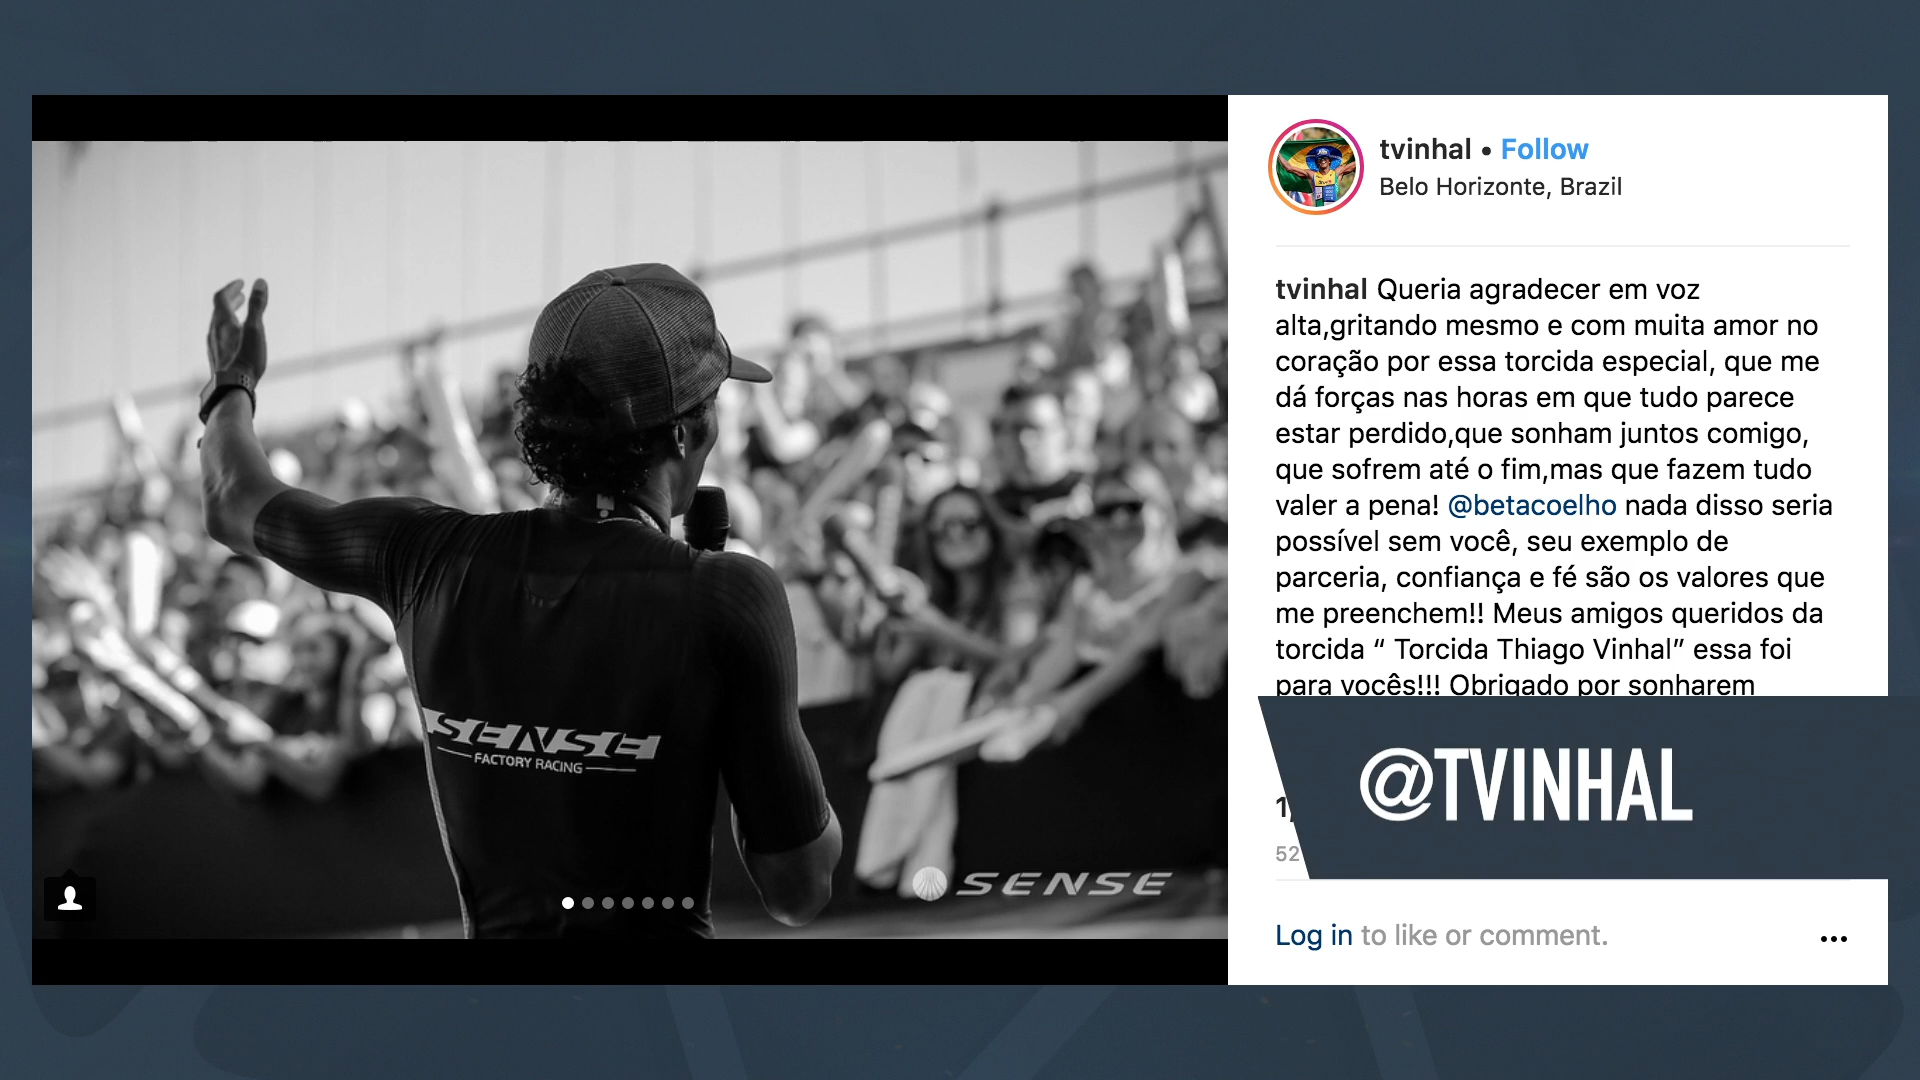 tvinhal • Follow
Belo Horizonte, Brazil
tvinhal Queria agradecer em voz
alta,gritando mesmo e com muita amor no
coração por essa torcida especial, que me
dá forças nas horas em que tudo parece
estar perdido,que sonham juntos comigo,
que sofrem até o fim,mas que fazem tudo
valer a pena! @betacoelho nada disso seria
possível sem você, seu exemplo de
parceria, confiança e fé são os valores que
me preenchem!! Meus amigos queridos da
torcida “ Torcida Thiago Vinhal” essa foi
para vocês!!! Obrigado por sonharem
1,
52
@TVINHAL
Log in to like or comment.
SENSE
FACTORY RACING
SENSE